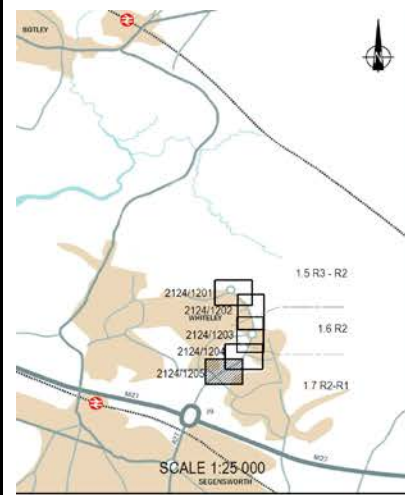 BOTLEY
1.5 R3 - R2
2124/1201
2124/1202
WHITELEY
1.6 R2
2124/1203
2124/1204
2124/1205
1.7 R2-R1
M27
M27
SCALE 1:25 000
SEGENSWORTH